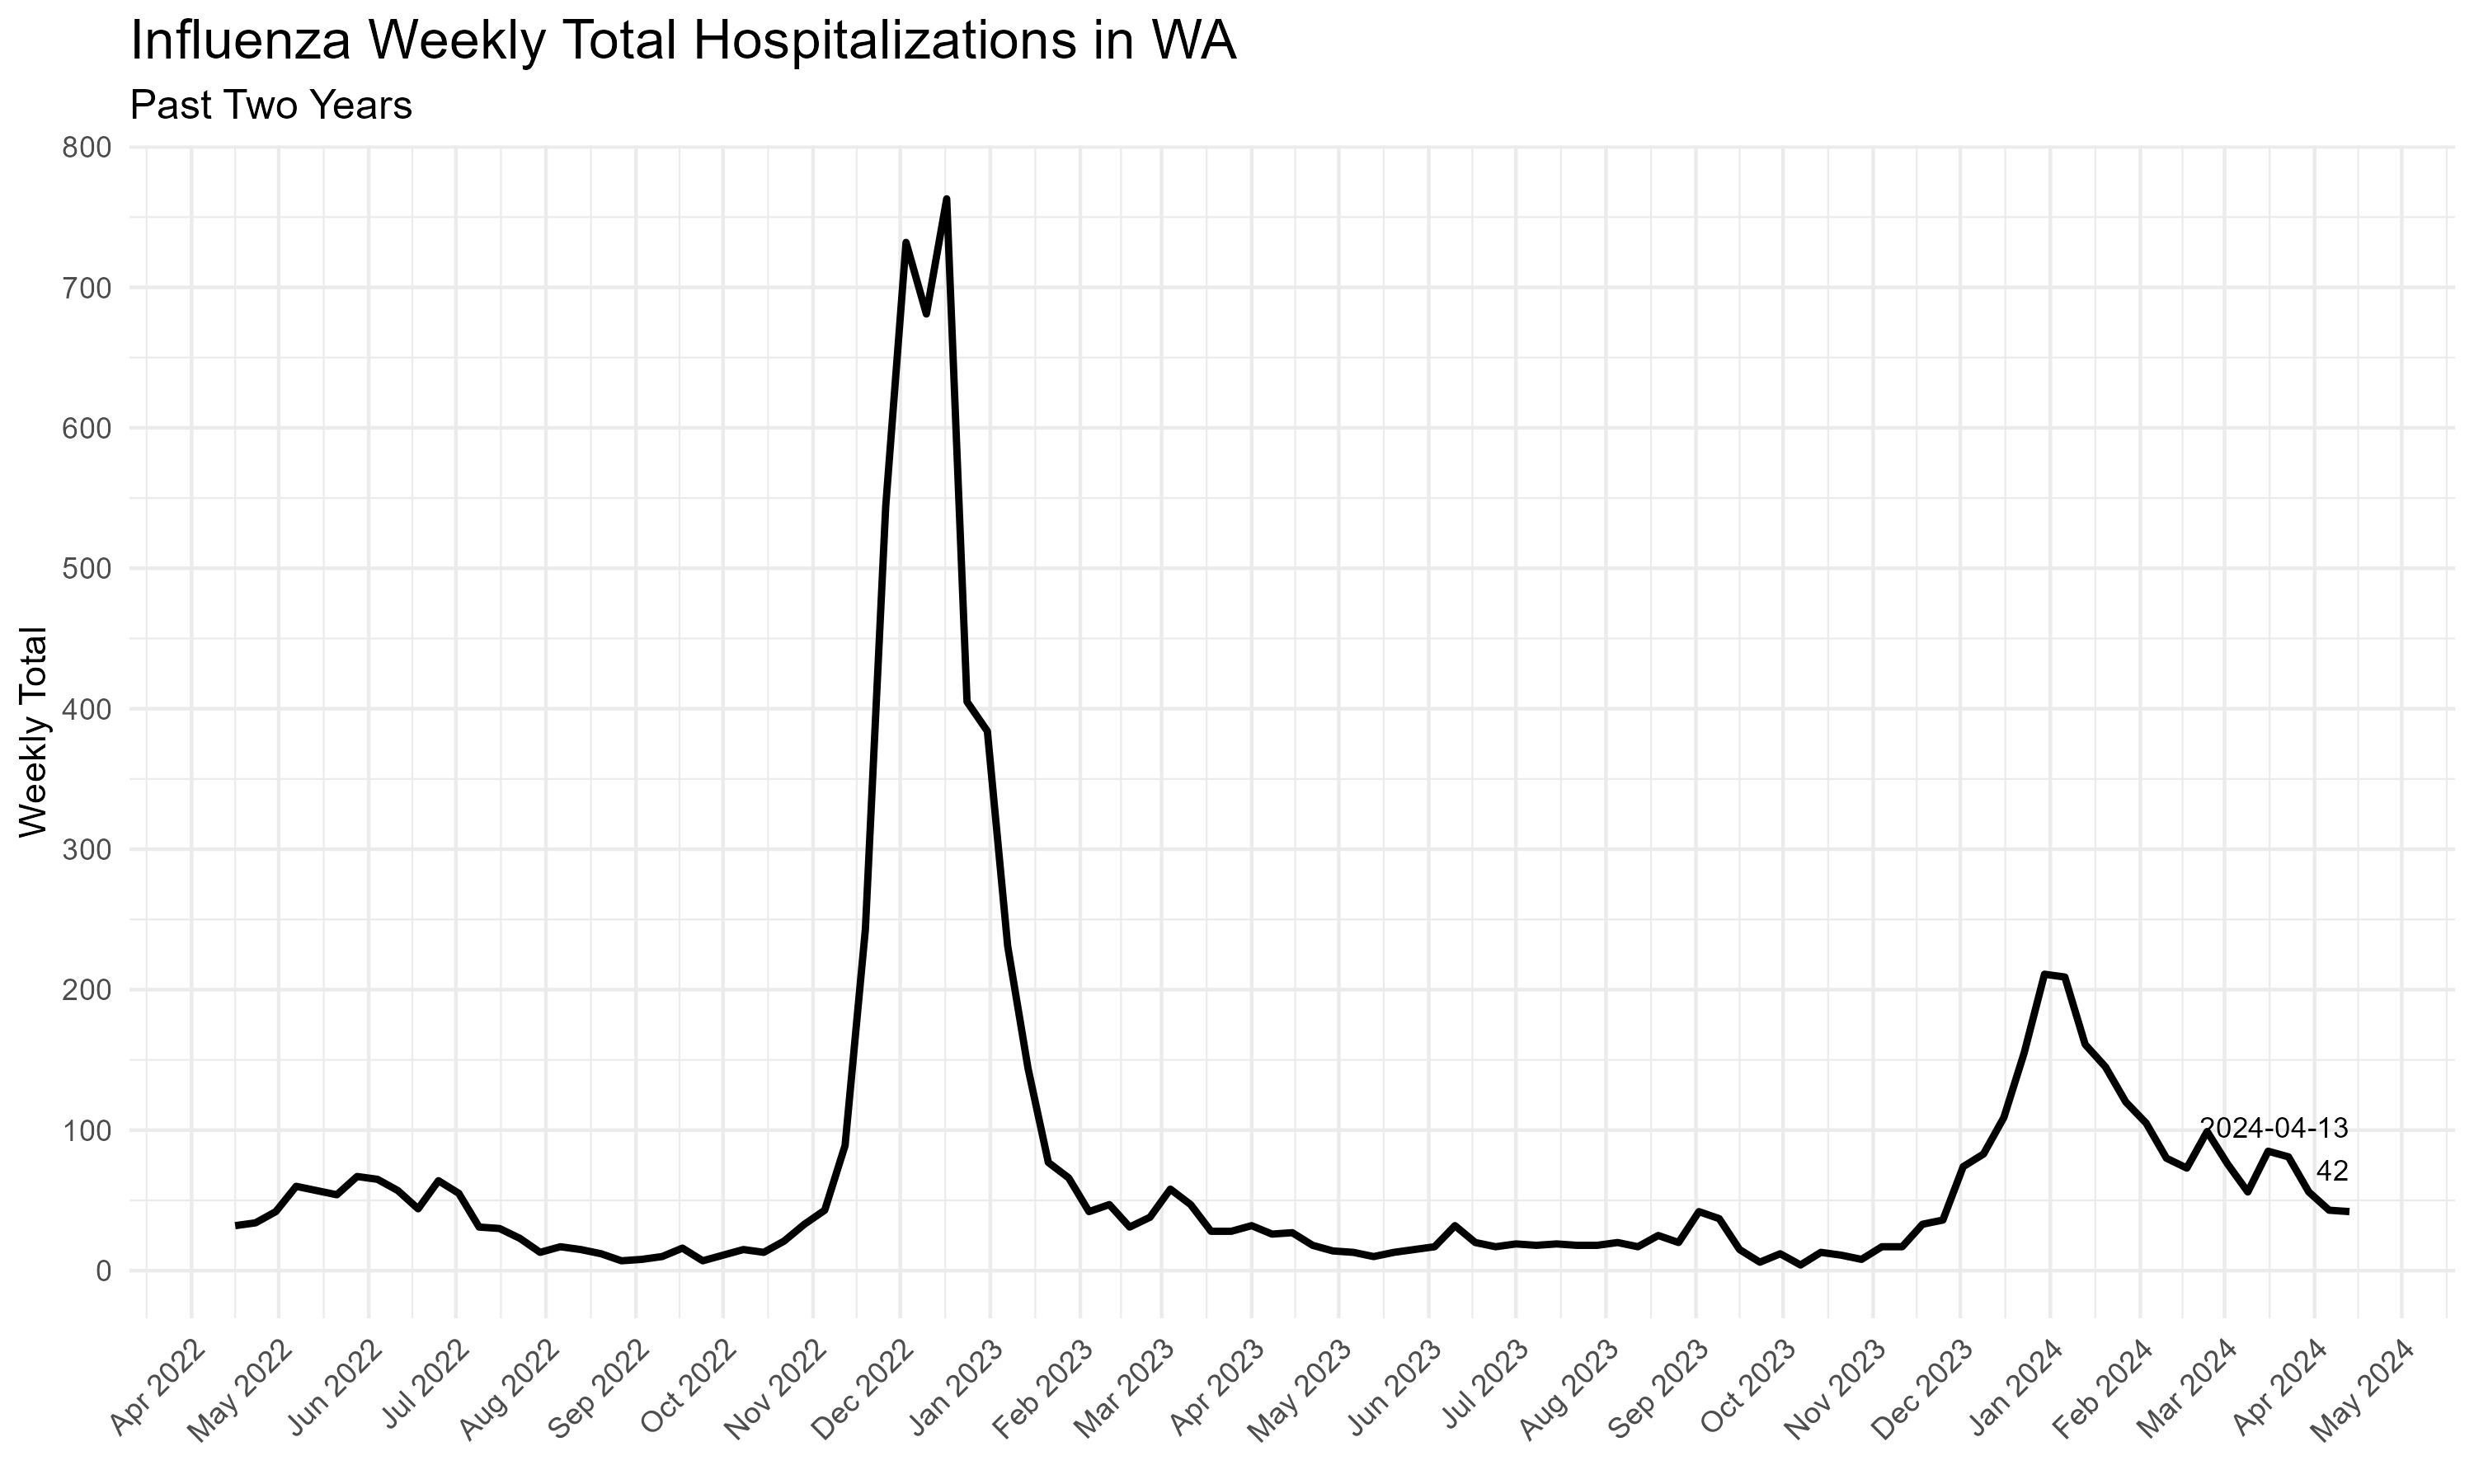 Influenza Weekly Total Hospitalizations in WA
Past Two Years
800
700
600
500
400
300
200
100
0
Weekly Total
2024-04-13
42
Apr 2022
May 2022
Jun 2022
Jul 2022
Aug 2022
Sep 2022
Oct 2022
Nov 2022
Dec 2022
Jan 2023
Feb 2023
Mar 2023
Apr 2023
May 2023
Jun 2023
Jul 2023
Aug 2023
Sep 2023
Oct 2023
Nov 2023
Dec 2023
Jan 2024
Feb 2024
Mar 2024
Apr 2024
May 2024